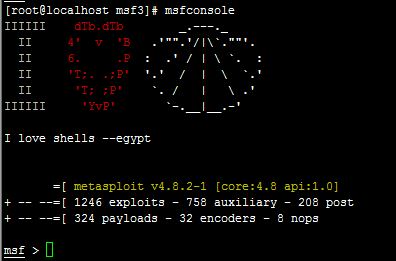 [root@localhost msf3]# msfconsole
IIIIII    dTb.dTb        _.---._
  II     4'  v  'B   .'"".'/|\`.""'.
  II     6.     .P  :  .' / | \ `.  :
  II     'T;. .;P'  '.'  /  |  \  `.'
  II      'T; ;P'    `. /   |   \ .'
IIIIII     'YvP'       `-.__|__.-'
I love shells --egypt
=[ metasploit v4.8.2-1 [core:4.8 api:1.0]
+ -- --=[ 1246 exploits - 758 auxiliary - 208 post
+ -- --=[ 324 payloads - 32 encoders - 8 nops
msf >